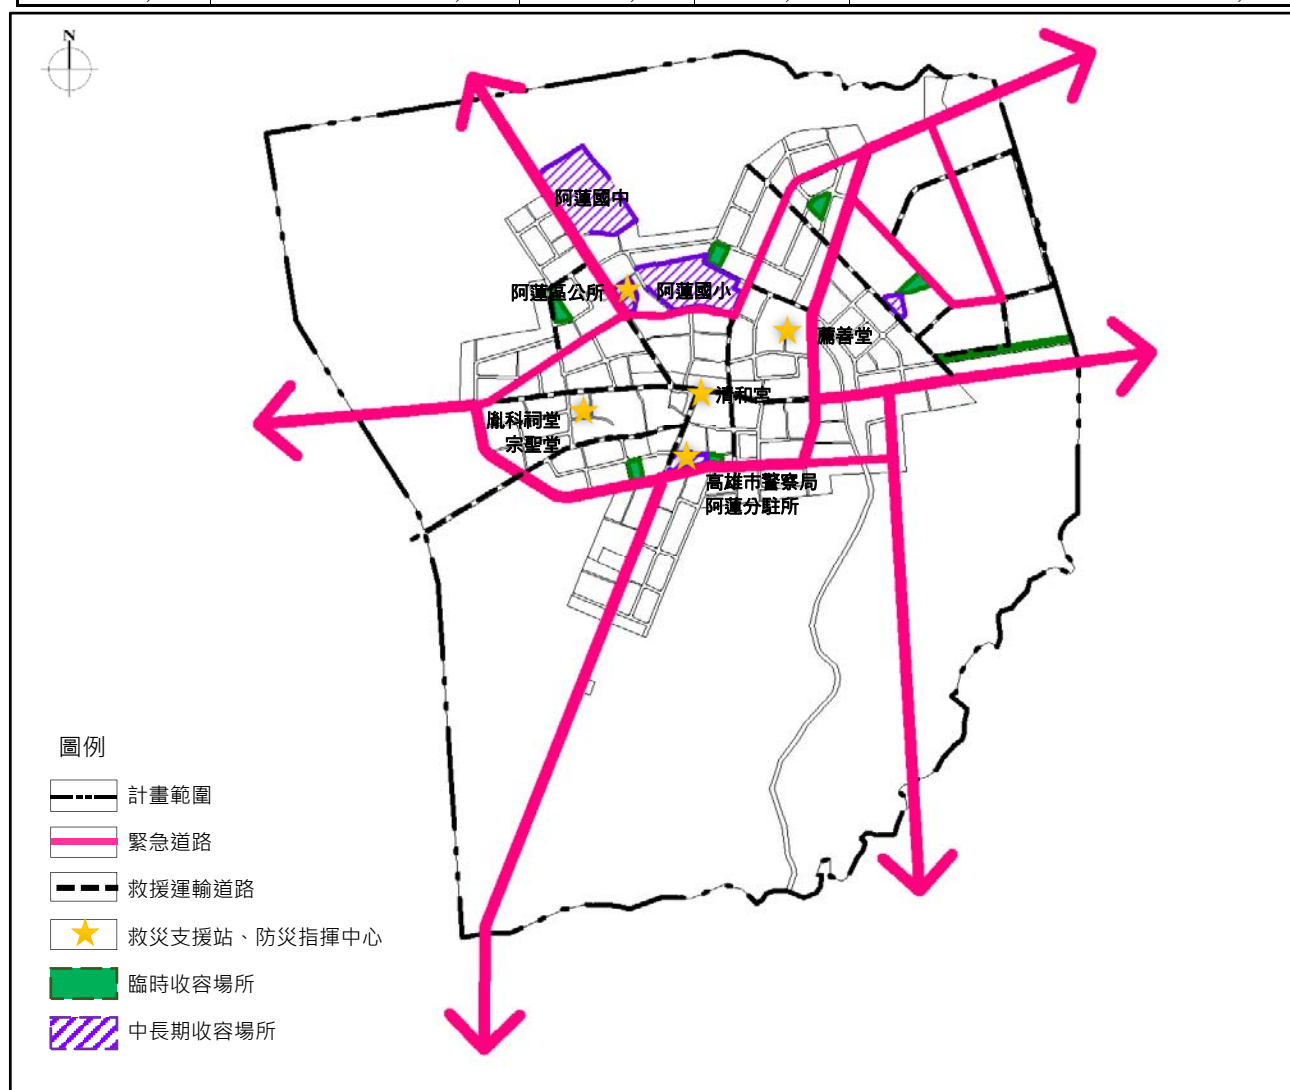 N
阿蓮國中
阿蓮區公所
阿蓮國小
薦善堂
清和宮
胤科祠堂
宗聖堂
高雄市警察局
阿蓮分駐所
圖例
計畫範圍
緊急道路
救援運輸道路
救災支援站、防災指揮中心
臨時收容場所
中長期收容場所